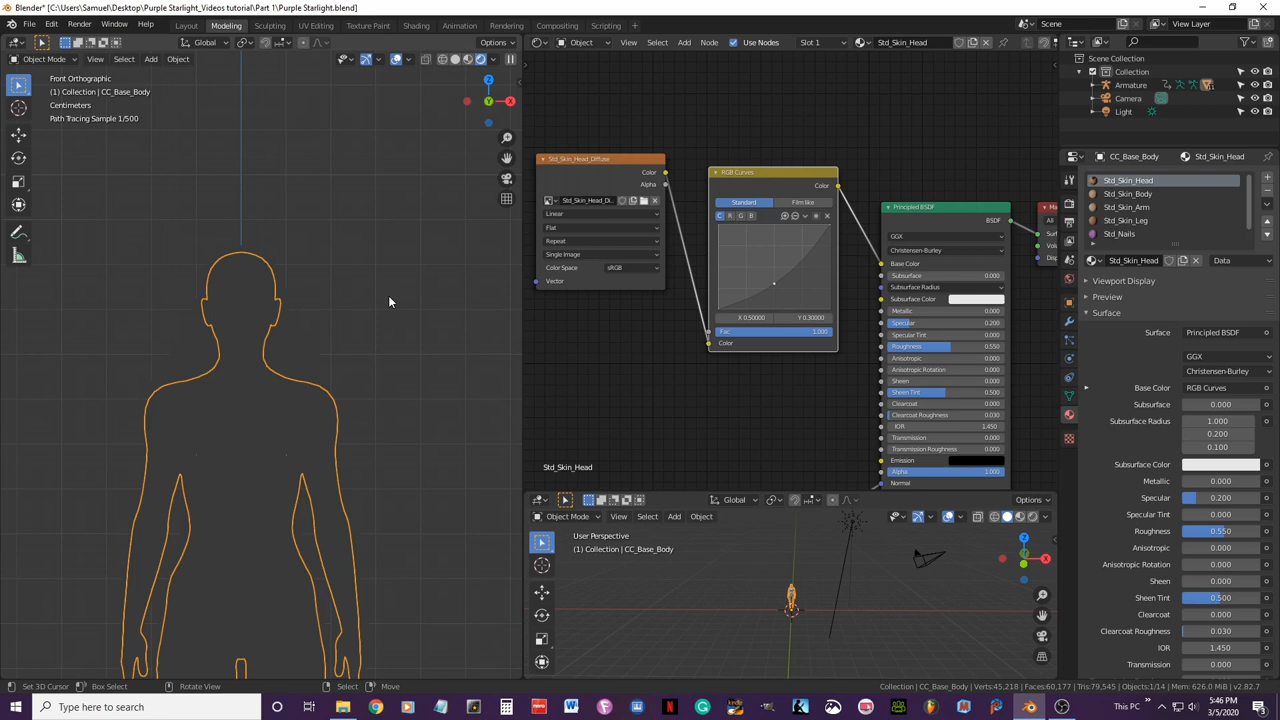 Blender* [C:\Users\Samuel\Desktop\Purple Starlight_Videos tutorial\Part 1\Purple Starlight.blend]
File Edit Render Window Help Layout Modeling Sculpting UV Editing Texture Paint Shading Animation Rendering Compositing Scripting Scene View Layer
Global Options
Object Mode View Select Add Object
Front Orthographic
(1) Collection | CC_Base_Body
Centimeters
Path Tracing Sample 1/500
Z
X
Y
Object View Select Add Node Use Nodes Slot 1 Std_Skin_Head
Std_Skin_Head_Diffuse
Color
Alpha
Std_Skin_Head_Di...
Linear
Flat
Repeat
Single Image
Color Space sRGB
Vector
RGB Curves
Color
Standard Film like
C R G B
X 0.50000 Y 0.30000
Fac 1.000
Color
Principled BSDF
BSDF
GGX
Christensen-Burley
Base Color
Subsurface 0.000
Subsurface Radius
Subsurface Color
Metallic 0.000
Specular 0.200
Specular Tint 0.000
Roughness 0.550
Anisotropic 0.000
Anisotropic Rotation 0.000
Sheen 0.000
Sheen Tint 0.500
Clearcoat 0.000
Clearcoat Roughness 0.030
IOR 1.450
Transmission 0.000
Transmission Roughness 0.000
Emission
Alpha 1.000
Normal
Ma
All
Surf
Volu
Disp
Std_Skin_Head
Global Options
Object Mode View Select Add Object
User Perspective
(1) Collection | CC_Base_Body
Z
X
Scene Collection
Collection
Armature
Camera
Light
CC_Base_Body Std_Skin_Head
Std_Skin_Head
Std_Skin_Body
Std_Skin_Arm
Std_Skin_Leg
Std_Nails
Std_Skin_Head Data
Viewport Display
Preview
Surface
Surface Principled BSDF
GGX
Christensen-Burley
Base Color RGB Curves
Subsurface 0.000
Subsurface Radius 1.000
0.200
0.100
Subsurface Color
Metallic 0.000
Specular 0.200
Specular Tint 0.000
Roughness 0.550
Anisotropic 0.000
Anisotropic Rotation 0.000
Sheen 0.000
Sheen Tint 0.500
Clearcoat 0.000
Clearcoat Roughness 0.030
IOR 1.450
Transmission 0.000
Set 3D Cursor Box Select Rotate View Select Move
Collection | CC_Base_Body | Verts:45,218 | Faces:60,177 | Tris:79,545 | Objects:1/14 | Mem: 626.0 MiB | v2.82.7
Type here to search
5:46 PM
3/5/2020